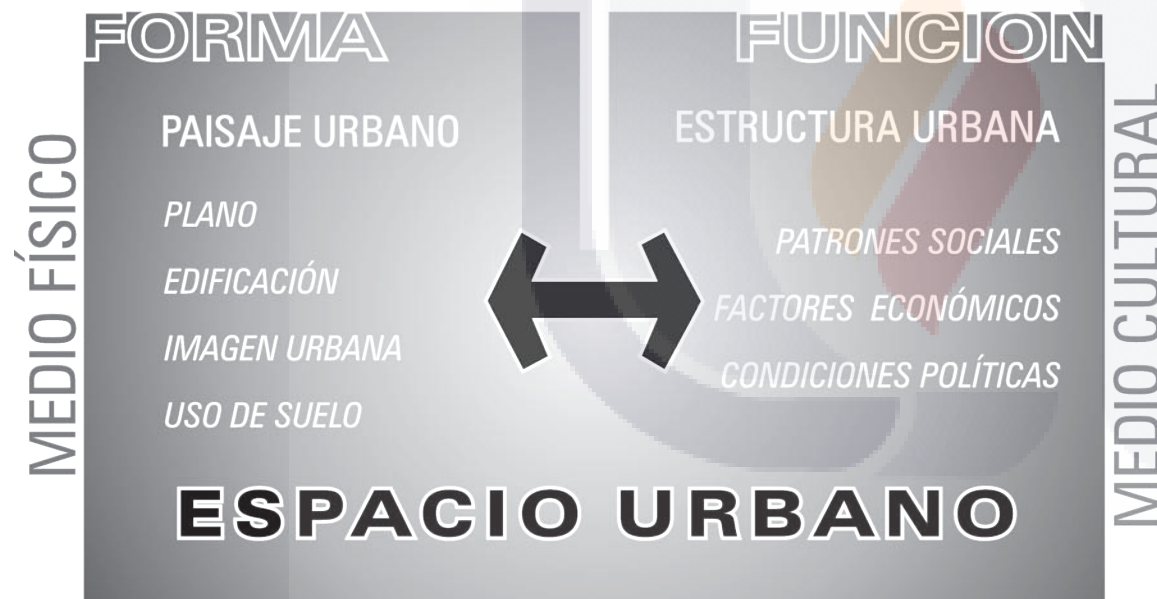 FORMA
FUNCION
MEDIO FÍSICO
PAISAJE URBANO
PLANO
EDIFICACIÓN
IMAGEN URBANA
USO DE SUELO
ESTRUCTURA URBANA
PATRONES SOCIALES
FACTORES ECONÓMICOS
CONDICIONES POLÍTICAS
MEDIO CULTURAL
ESPACIO URBANO